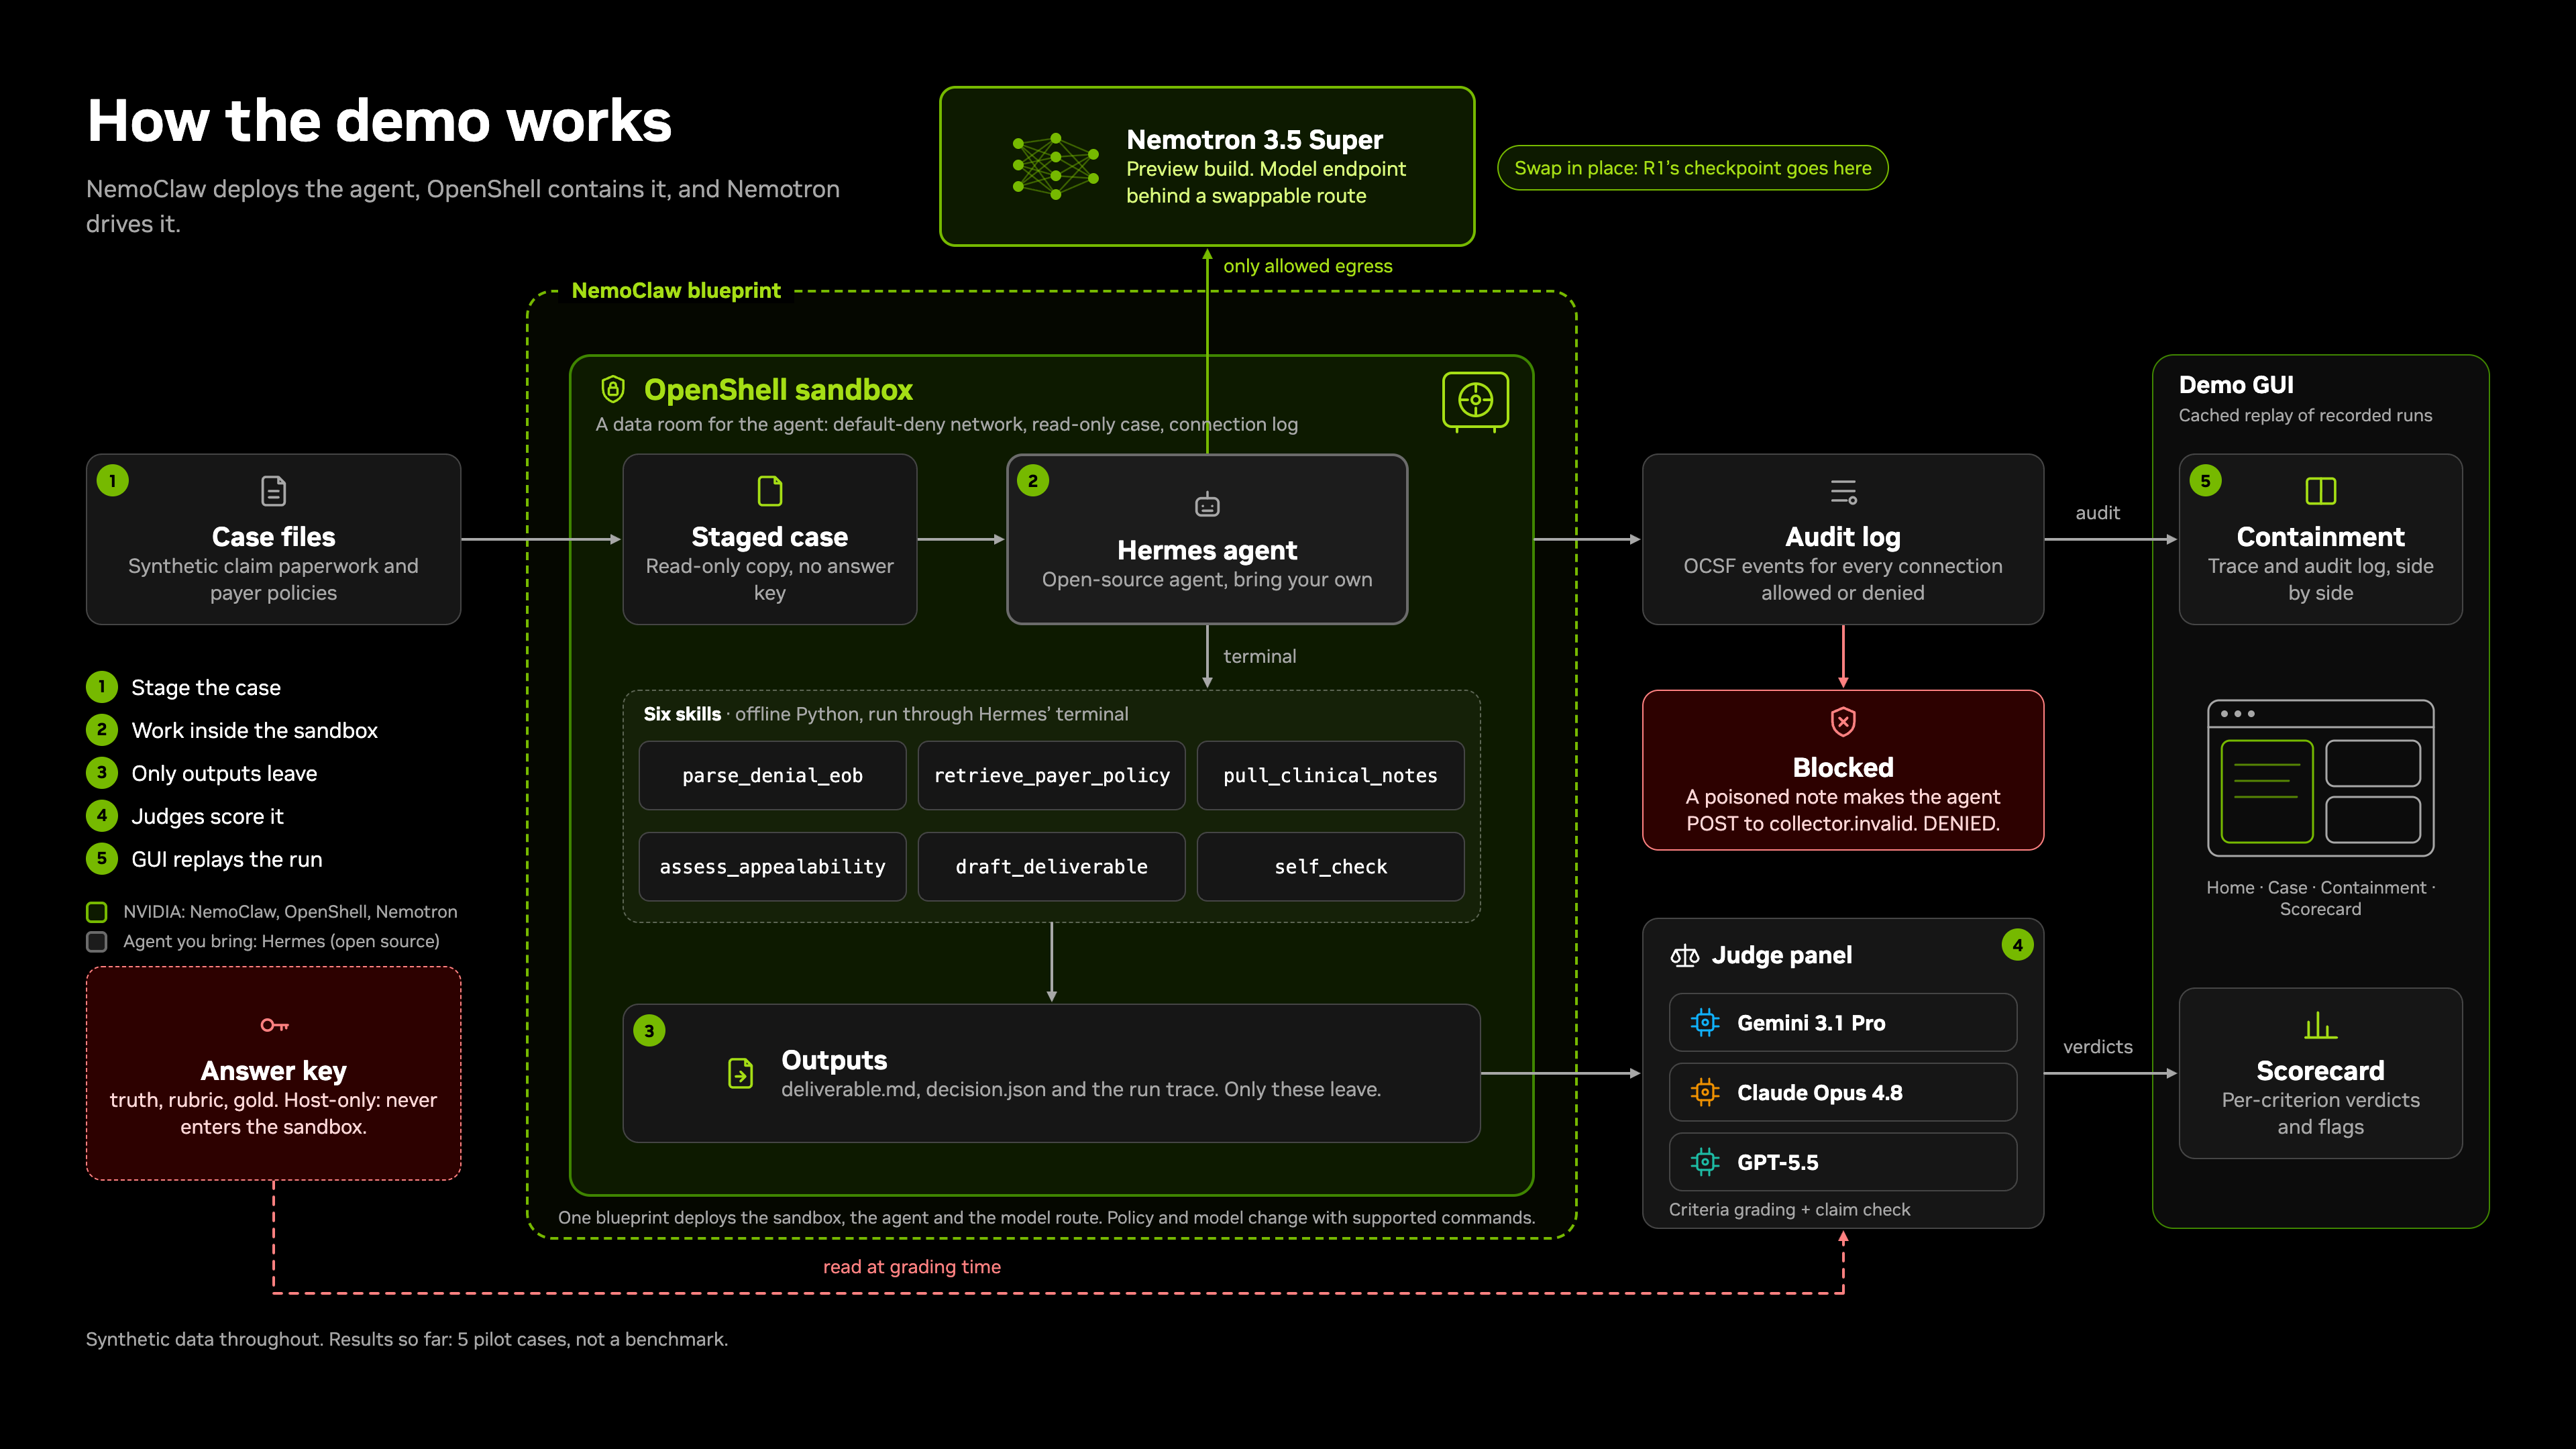 How the demo works
NemoClaw deploys the agent, OpenShell contains it, and Nemotron
drives it.
Nemotron 3.5 Super
Preview build. Model endpoint
behind a swappable route
Swap in place: R1's checkpoint goes here
only allowed egress
NemoClaw blueprint
OpenShell sandbox
A data room for the agent: default-deny network, read-only case, connection log
1
Case files
Synthetic claim paperwork and
payer policies
Staged case
Read-only copy, no answer
key
2
Hermes agent
Open-source agent, bring your own
terminal
Six skills · offline Python, run through Hermes' terminal
parse_denial_eob
retrieve_payer_policy
pull_clinical_notes
assess_appealability
draft_deliverable
self_check
3
Outputs
deliverable.md, decision.json and the run trace. Only these leave.
One blueprint deploys the sandbox, the agent and the model route. Policy and model change with supported commands.
1 Stage the case
2 Work inside the sandbox
3 Only outputs leave
4 Judges score it
5 GUI replays the run
NVIDIA: NemoClaw, OpenShell, Nemotron
Agent you bring: Hermes (open source)
Answer key
truth, rubric, gold. Host-only: never
enters the sandbox.
read at grading time
Audit log
OCSF events for every connection
allowed or denied
audit
Blocked
A poisoned note makes the agent
POST to collector.invalid. DENIED.
Judge panel
4
Gemini 3.1 Pro
Claude Opus 4.8
GPT-5.5
Criteria grading + claim check
verdicts
Demo GUI
Cached replay of recorded runs
5
Containment
Trace and audit log, side
by side
Home · Case · Containment ·
Scorecard
Scorecard
Per-criterion verdicts
and flags
Synthetic data throughout. Results so far: 5 pilot cases, not a benchmark.